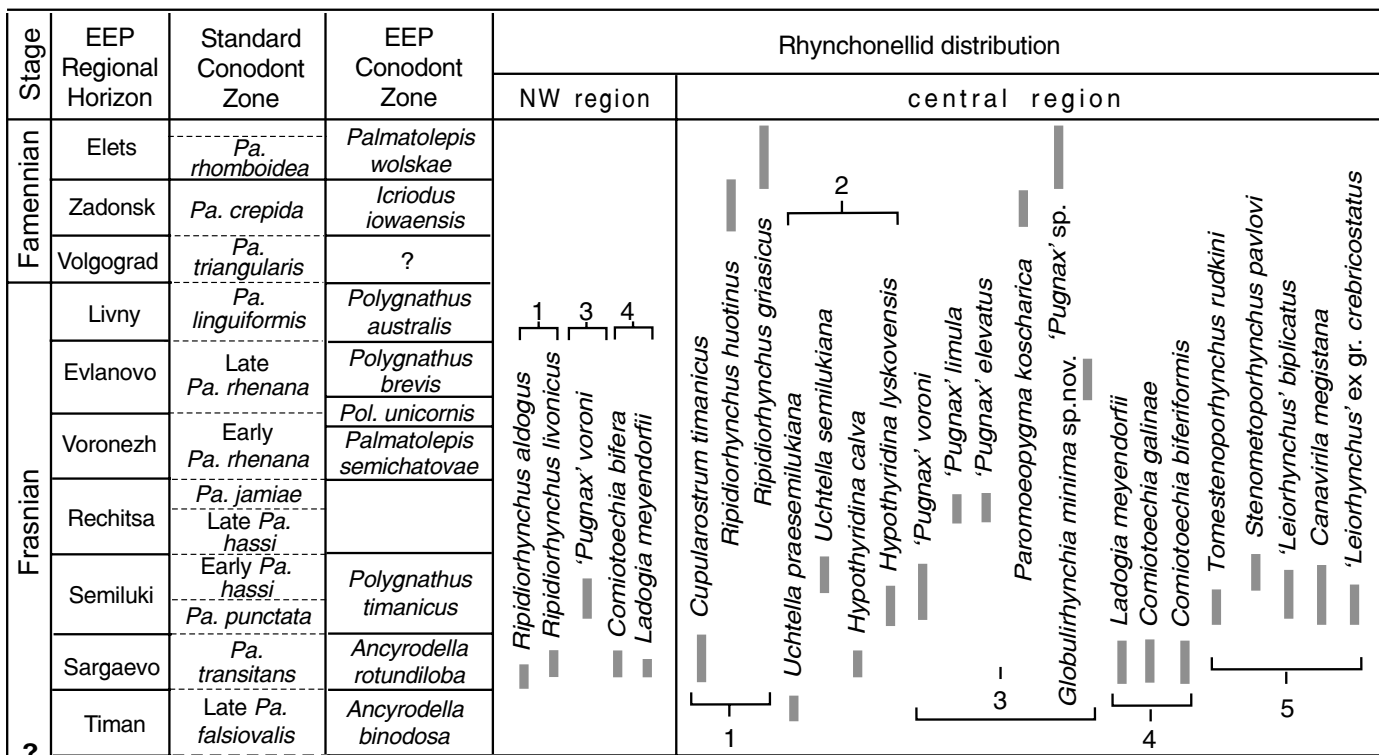 Stage
EEP
Regional
Horizon
Standard
Conodont
Zone
EEP
Conodont
Zone
Rhynchonellid distribution
NW region
central region
Famennian
Elets
Pa.
rhomboidea
Palmatolepis
wolskae
Zadonsk
Pa. crepida
Icriodus
iowaensis
Volgograd
Pa.
triangularis
?
Frasnian
Livny
Pa.
linguiformis
Polygnathus
australis
Evlanovo
Late
Pa. rhenana
Polygnathus
brevis
Pol. unicornis
Voronezh
Early
Pa. rhenana
Palmatolepis
semichatovae
Rechitsa
Pa. jamiae
Late Pa.
hassi
Semiluki
Early Pa.
hassi
Pa. punctata
Polygnathus
timanicus
Sargaevo
Pa.
transitans
Ancyrodella
rotundiloba
Timan
Late Pa.
falsiovalis
Ancyrodella
binodosa
?
1
3
4
Ripidiorhynchus aldogus
Ripidiorhynchus livonicus
‘Pugnax’ voroni
Comiotoechia bifera
Ladogia meyendorfii
Cupularostrum timanicus
Ripidiorhynchus huotinus
Ripidiorhynchus griasicus
1
2
Uchtella praesemilukiana
Uchtella semilukiana
Hypothyridina calva
Hypothyridina lyskovensis
‘Pugnax’ voroni
‘Pugnax’ limula
‘Pugnax’ elevatus
Paromoeopygma koscharica
Globulirhynchia minima sp.nov.
‘Pugnax’ sp.
3
Ladogia meyendorfii
Comiotoechia galinae
Comiotoechia biferiformis
4
Tomestenoporhynchus rudkini
Stenometoporhynchus pavlovi
‘Leiorhynchus’ biplicatus
Canavirila megistana
‘Leiorhynchus’ ex gr. crebricostatus
5